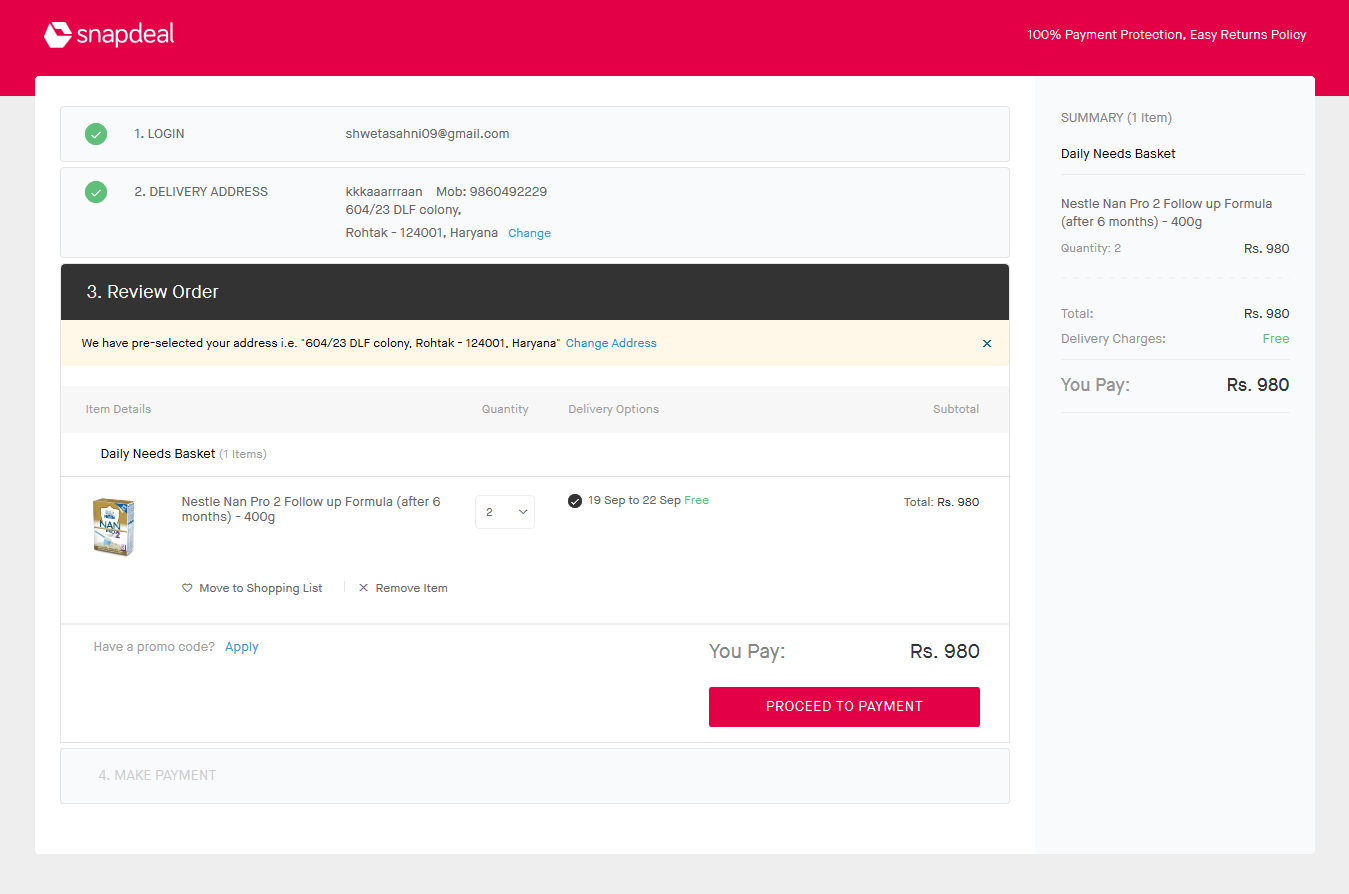 snapdeal
100% Payment Protection, Easy Returns Policy
1. LOGIN
shwetasahni09@gmail.com
2. DELIVERY ADDRESS
kkkaaarrraan Mob: 9860492229
604/23 DLF colony,
Rohtak - 124001, Haryana Change
3. Review Order
We have pre-selected your address i.e. "604/23 DLF colony, Rohtak - 124001, Haryana" Change Address
Item Details Quantity Delivery Options Subtotal
Daily Needs Basket (1 Items)
NAN
PRO 2
Nestle Nan Pro 2 Follow up Formula (after 6
months) - 400g
2
19 Sep to 22 Sep Free
Total: Rs. 980
Move to Shopping List
Remove Item
Have a promo code? Apply
You Pay: Rs. 980
PROCEED TO PAYMENT
4. MAKE PAYMENT
SUMMARY (1 Item)
Daily Needs Basket
Nestle Nan Pro 2 Follow up Formula
(after 6 months) - 400g
Quantity: 2 Rs. 980
Total: Rs. 980
Delivery Charges: Free
You Pay: Rs. 980